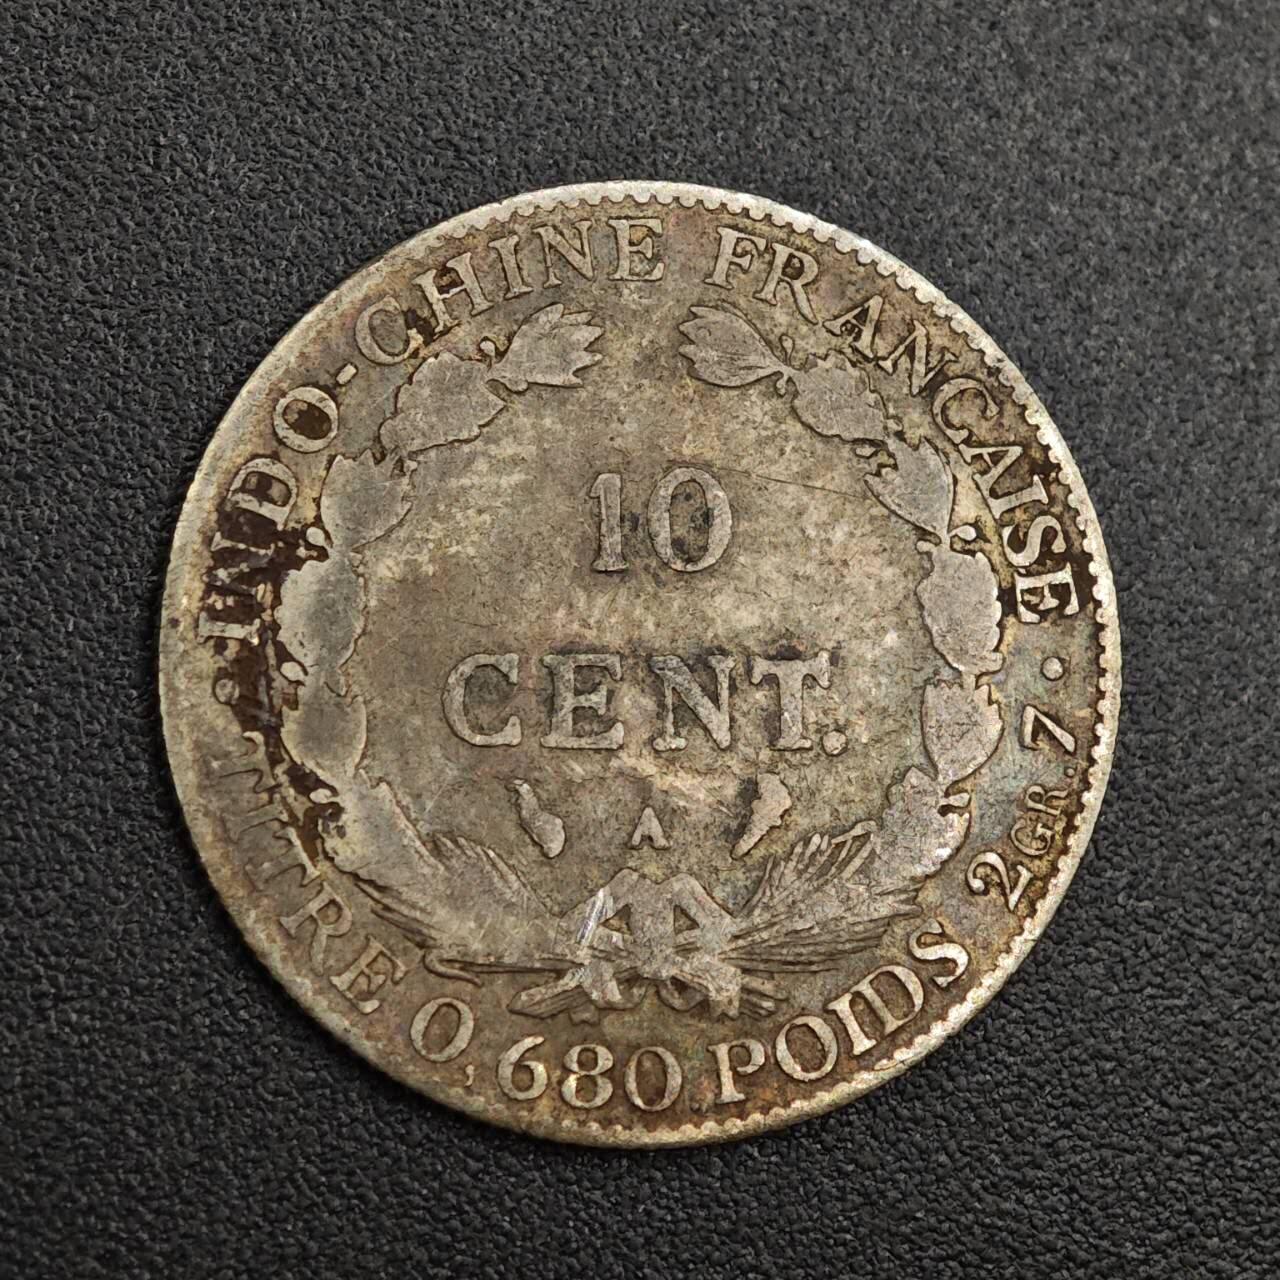 INDO-CHINE FRANCAISE
10
CENT.
A
• TITRE 0,680 POIDS 2GR.7 •